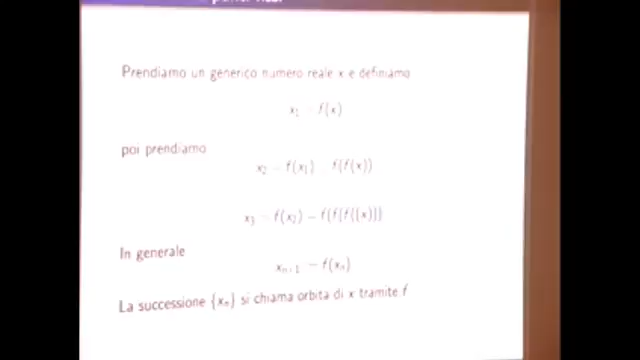 Prendiamo un generico numero reale x e definiamo
x₁ = f(x)
poi prendiamo
x₂ = f(x₁) = f(f(x))
x₃ = f(x₂) = f(f(f((x)))
In generale
xₙ₊₁ = f(xₙ)
La successione {xₙ} si chiama orbita di x tramite f